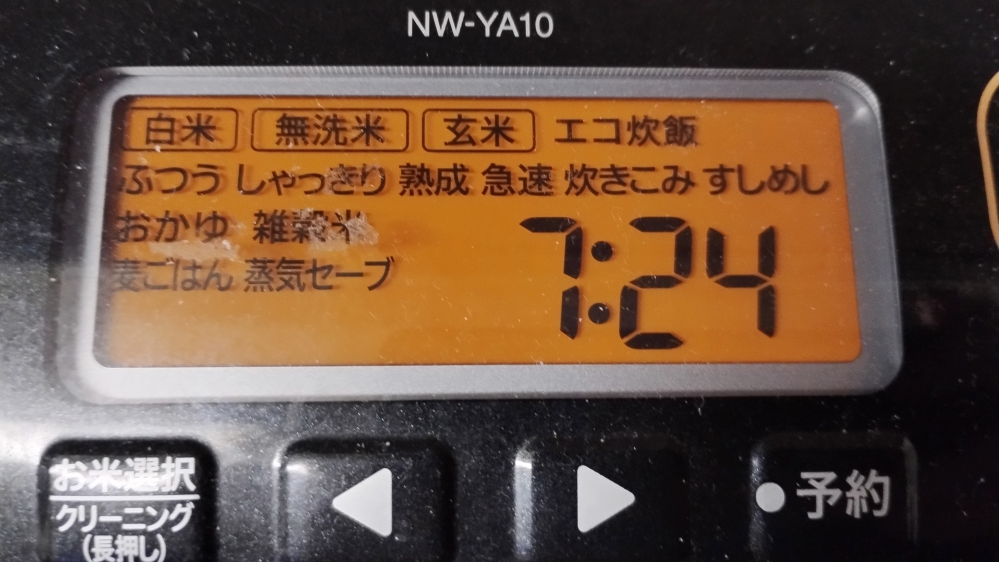 NW-YA10
白米 無洗米 玄米 エコ炊飯
ふつう しゃっきり 熟成 急速 炊きこみ すしめし
おかゆ 雑穀米
麦ごはん 蒸気セーブ
7:24
お米選択
クリーニング
(長押し)
予約